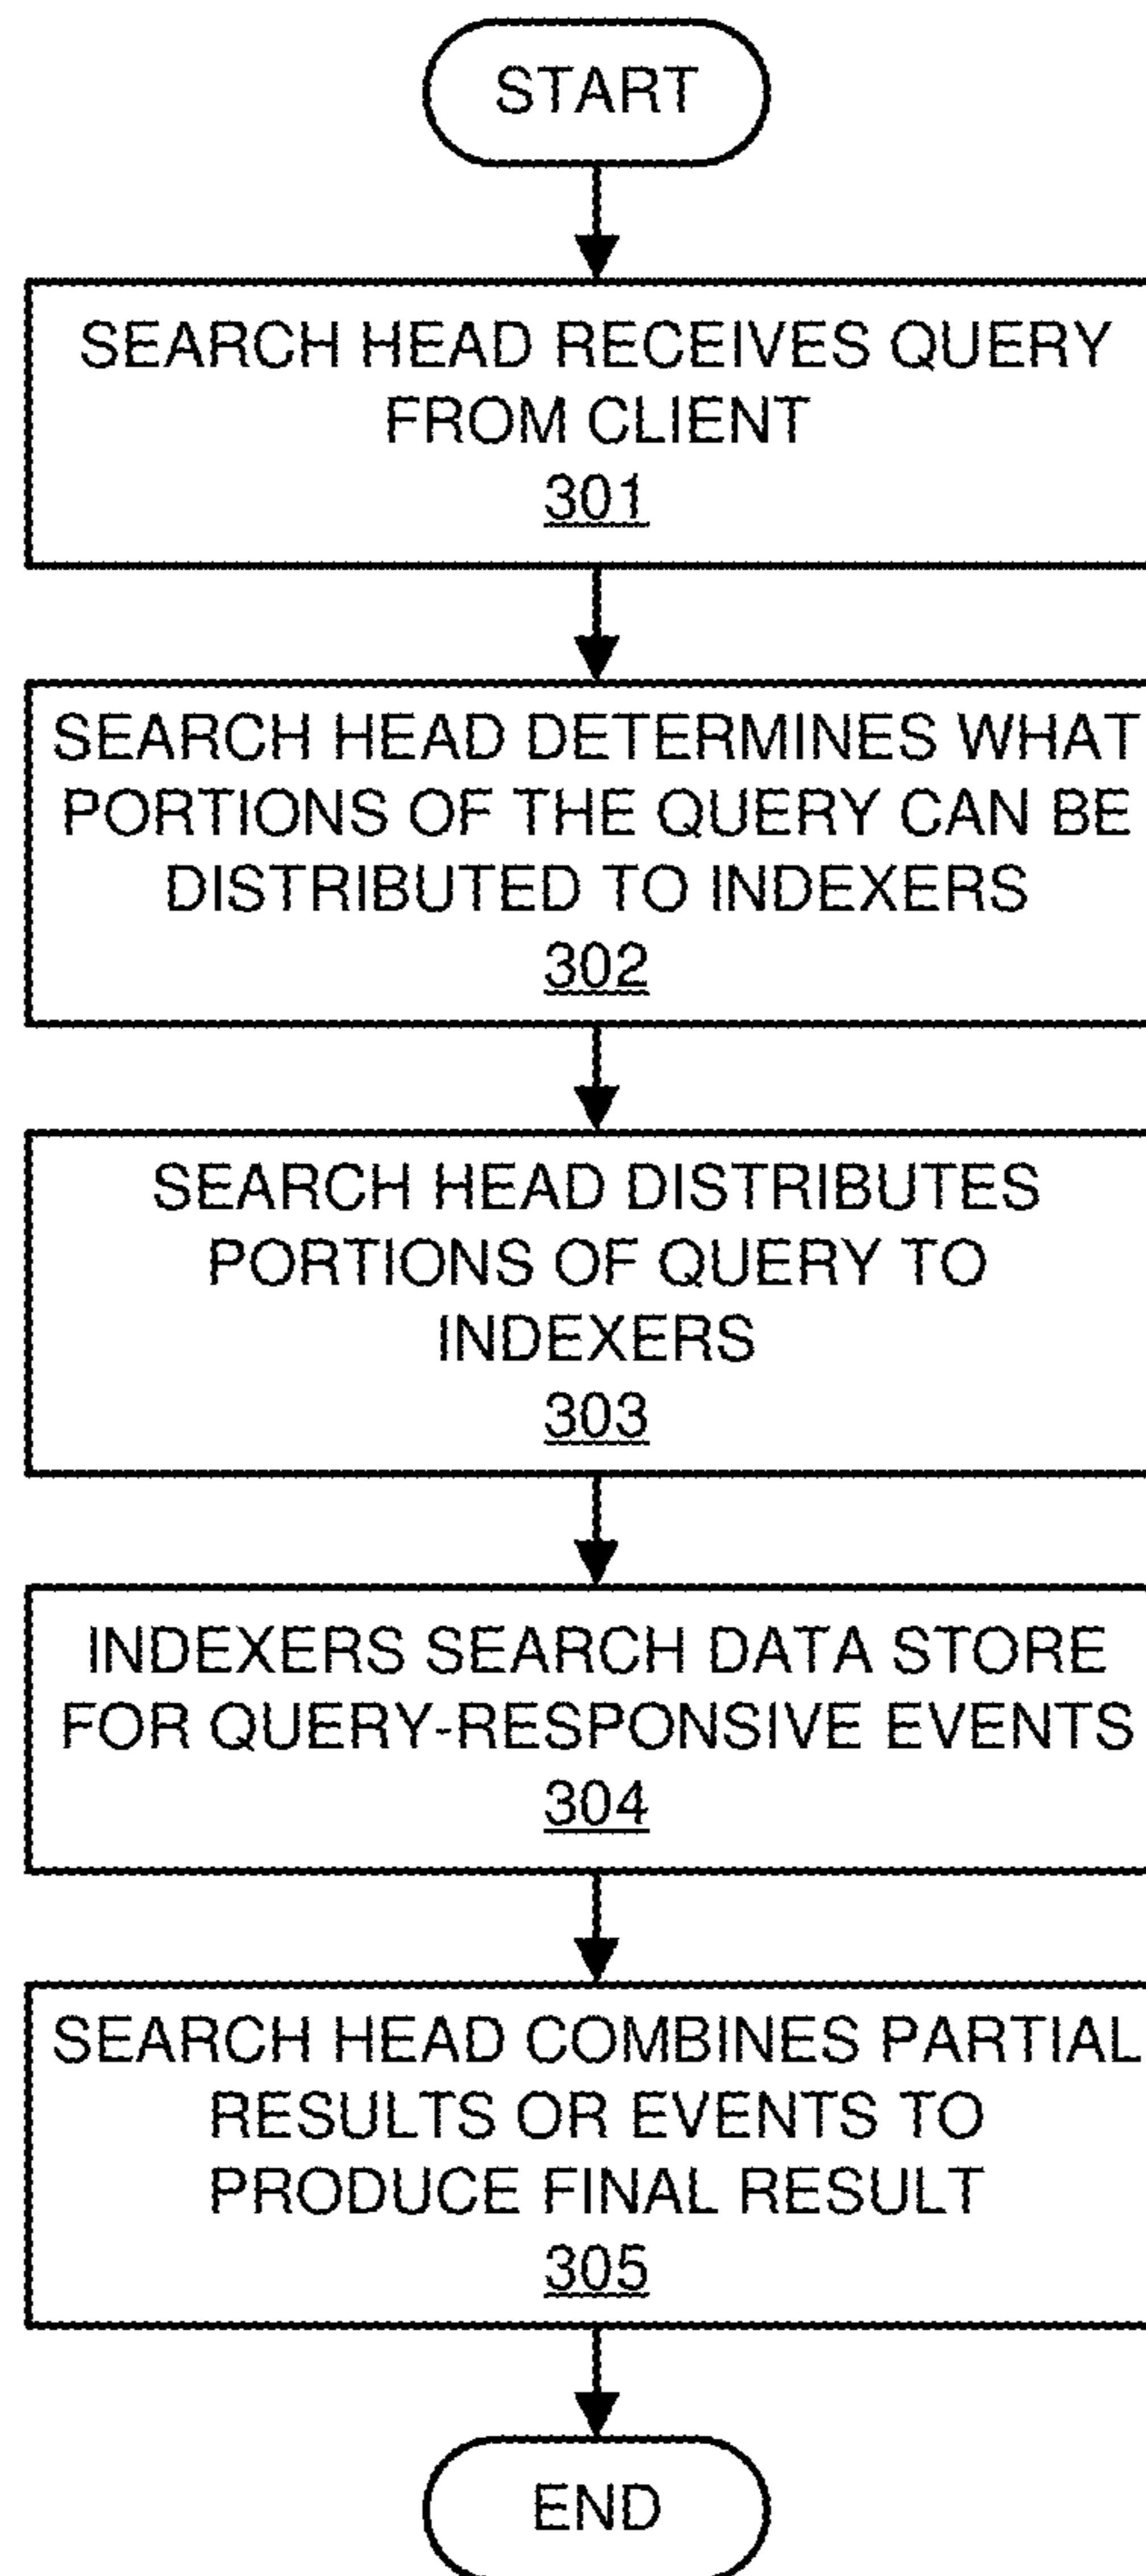 START
SEARCH HEAD RECEIVES QUERY
FROM CLIENT
301
SEARCH HEAD DETERMINES WHAT
PORTIONS OF THE QUERY CAN BE
DISTRIBUTED TO INDEXERS
302
SEARCH HEAD DISTRIBUTES
PORTIONS OF QUERY TO
INDEXERS
303
INDEXERS SEARCH DATA STORE
FOR QUERY-RESPONSIVE EVENTS
304
SEARCH HEAD COMBINES PARTIAL
RESULTS OR EVENTS TO
PRODUCE FINAL RESULT
305
END